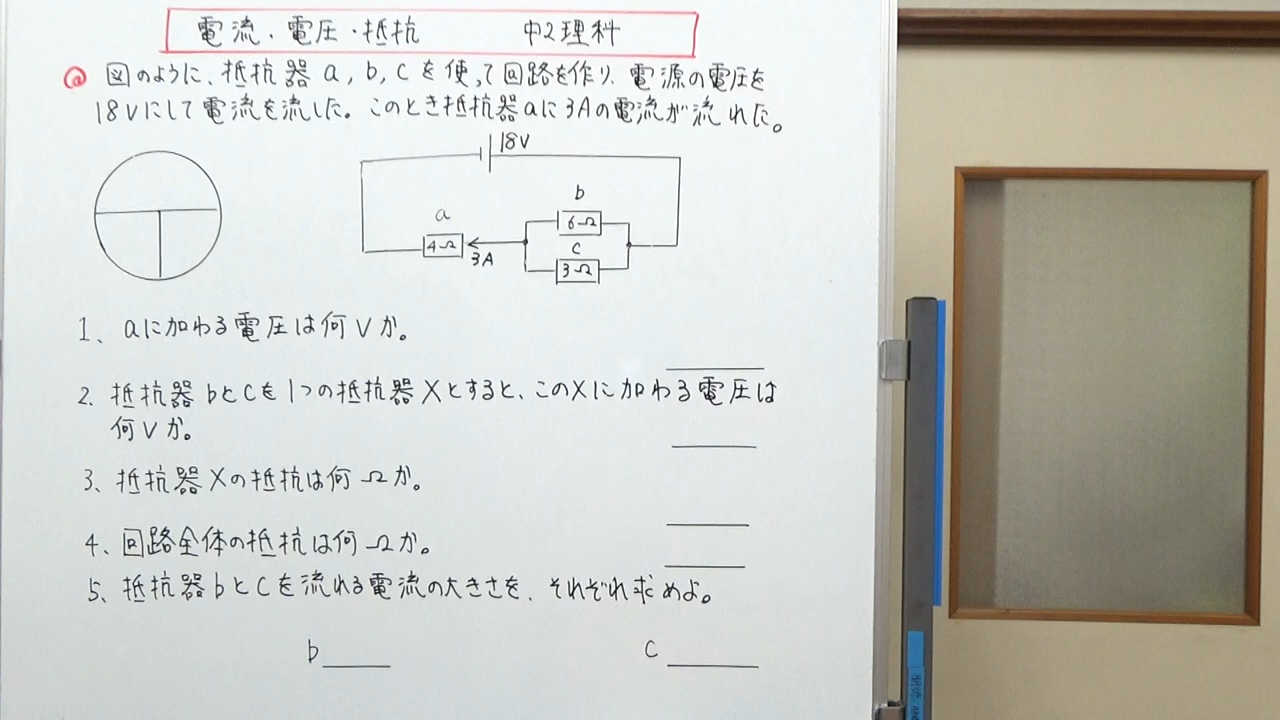 電流・電圧・抵抗 中2理科
@ 図のように、抵抗器a,b,cを使って回路を作り、電源の電圧を
18Vにして電流を流した。このとき抵抗器aに3Aの電流が流れた。
18V
b
6Ω
a
4Ω
3A
c
3Ω
1、aに加わる電圧は何Vか。
2、抵抗器bとcを1つの抵抗器Xとすると、このXに加わる電圧は
何Vか。
3、抵抗器Xの抵抗は何Ωか。
4、回路全体の抵抗は何Ωか。
5、抵抗器bとcを流れる電流の大きさを、それぞれ求めよ。
b c